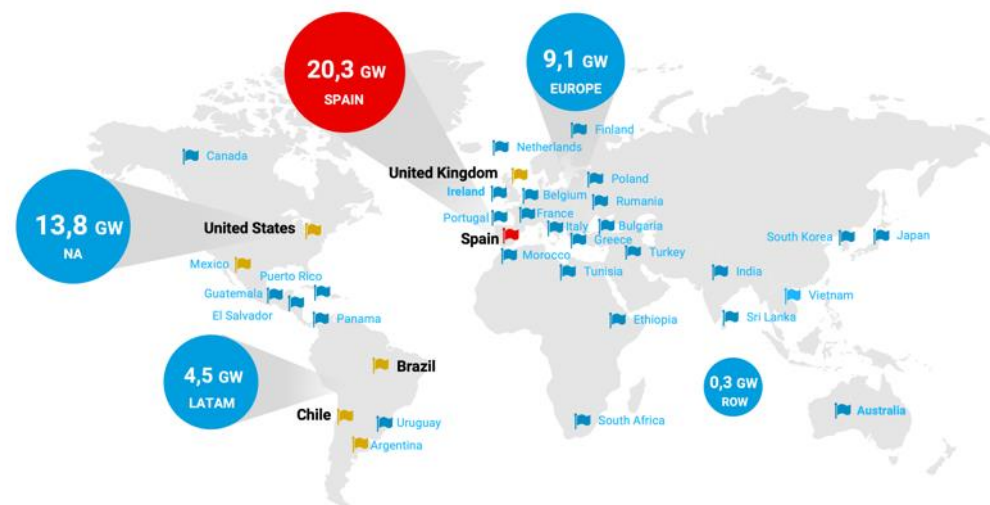 20,3 GW
SPAIN
9,1 GW
EUROPE
Finland
Netherlands
Canada
United Kingdom
Poland
Ireland
Belgium
Rumania
13,8 GW
NA
Portugal
France
United States
Italy
Bulgaria
Spain
Greece
South Korea
Japan
Morocco
Turkey
Mexico
Puerto Rico
Tunisia
India
Guatemala
Vietnam
El Salvador
Panama
Ethiopia
Sri Lanka
4,5 GW
LATAM
Brazil
0,3 GW
ROW
Chile
Uruguay
South Africa
Australia
Argentina